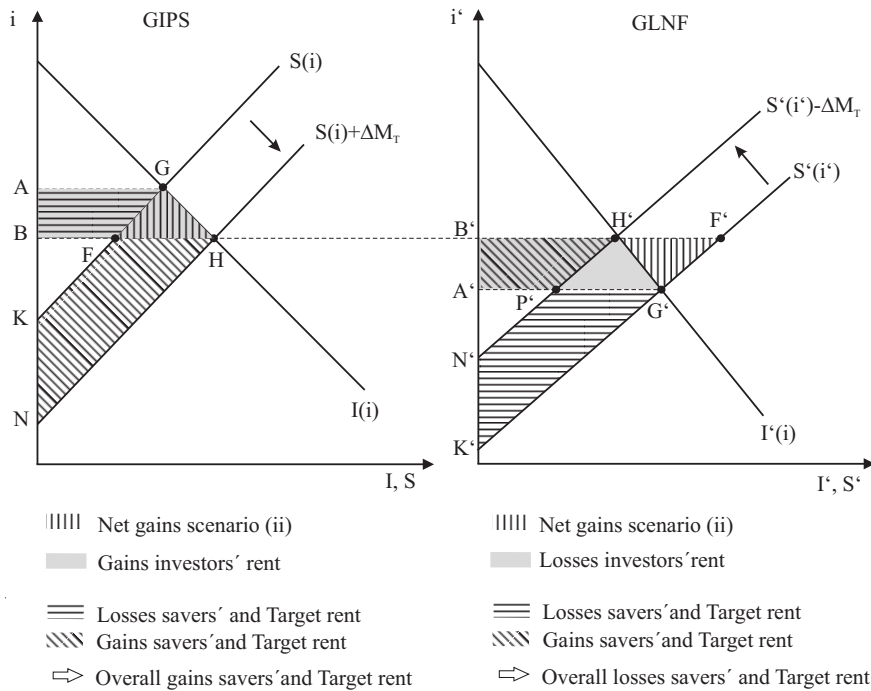 i
GIPS
S(i)
S(i)+ΔM_T
A
G
B
F
H
K
N
I(i)
I, S
i‘
GLNF
S‘(i‘)-ΔM_T
S‘(i‘)
B‘
H‘
F‘
A‘
P‘
G‘
N‘
K‘
I‘(i)
I‘, S‘
Net gains scenario (ii)
Gains investors´ rent
Losses savers´ and Target rent
Gains savers´and Target rent
Overall gains savers´and Target rent
Net gains scenario (ii)
Losses investors´rent
Losses savers´and Target rent
Gains savers´and Target rent
Overall losses savers´ and Target rent